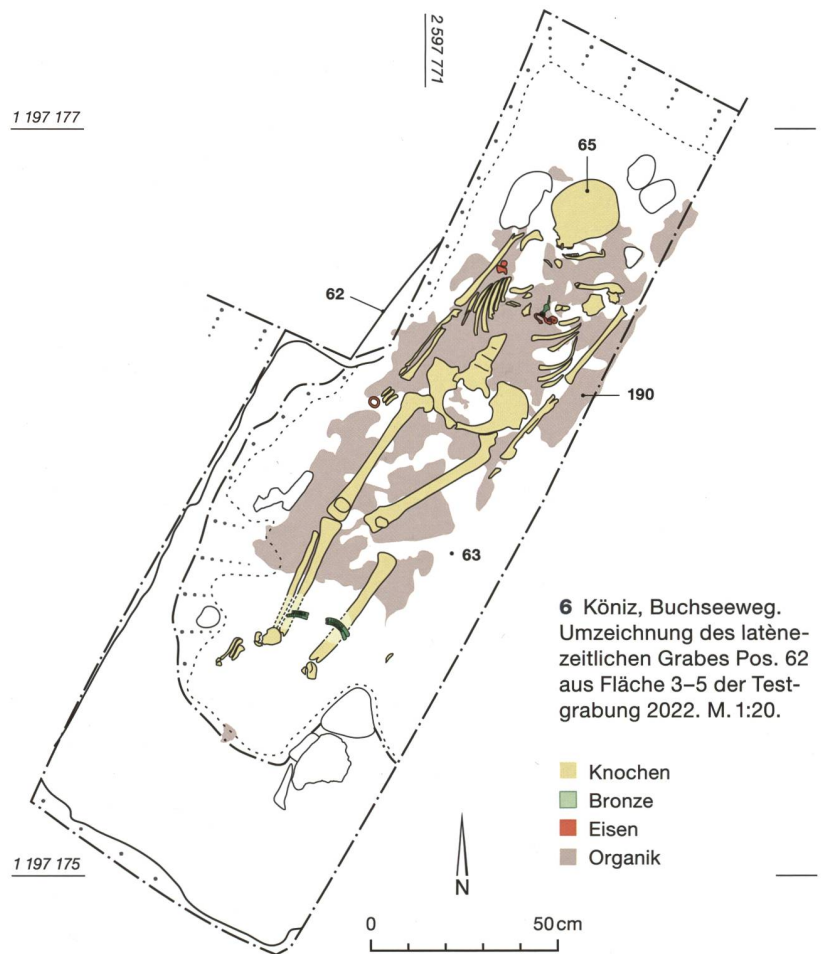 2 597 771
1 197 177
65
62
190
63
6 Köniz, Buchseeweg.
Umzeichnung des latène-
zeitlichen Grabes Pos. 62
aus Fläche 3–5 der Test-
grabung 2022. M. 1:20.
Knochen
Bronze
Eisen
Organik
1 197 175
N
0 50 cm